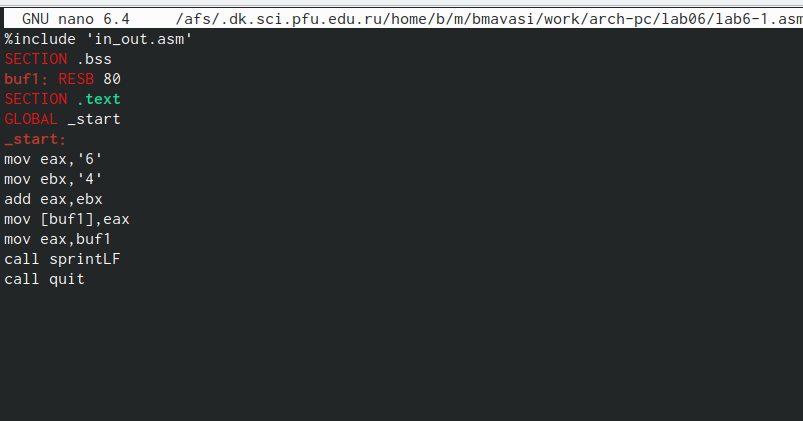 GNU nano 6.4 /afs/.dk.sci.pfu.edu.ru/home/b/m/bmavasi/work/arch-pc/lab06/lab6-1.asm
%include 'in_out.asm'
SECTION .bss
buf1: RESB 80
SECTION .text
GLOBAL _start
_start:
mov eax,'6'
mov ebx,'4'
add eax,ebx
mov [buf1],eax
mov eax,buf1
call sprintLF
call quit